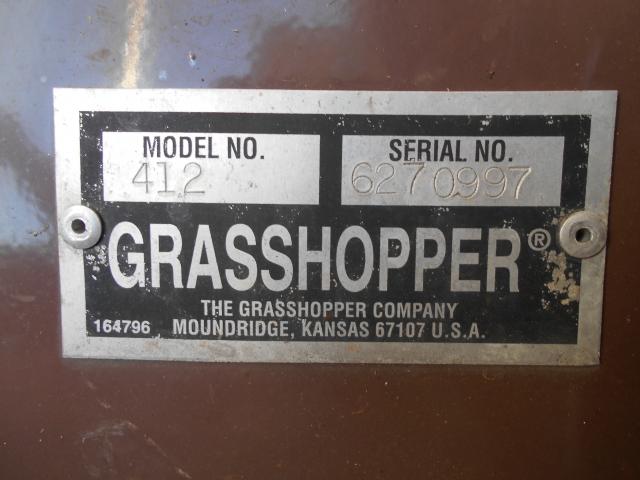 MODEL NO. SERIAL NO.
412 6270997
GRASSHOPPER®
THE GRASSHOPPER COMPANY
164796 MOUNDRIDGE, KANSAS 67107 U.S.A.